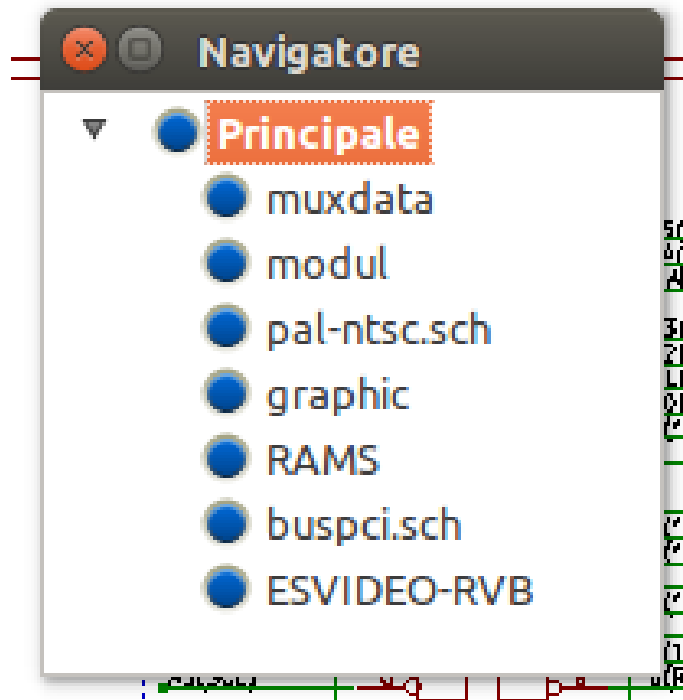 Navigatore
Principale
muxdata
modul
pal-ntsc.sch
graphic
RAMS
buspci.sch
ESVIDEO-RVB